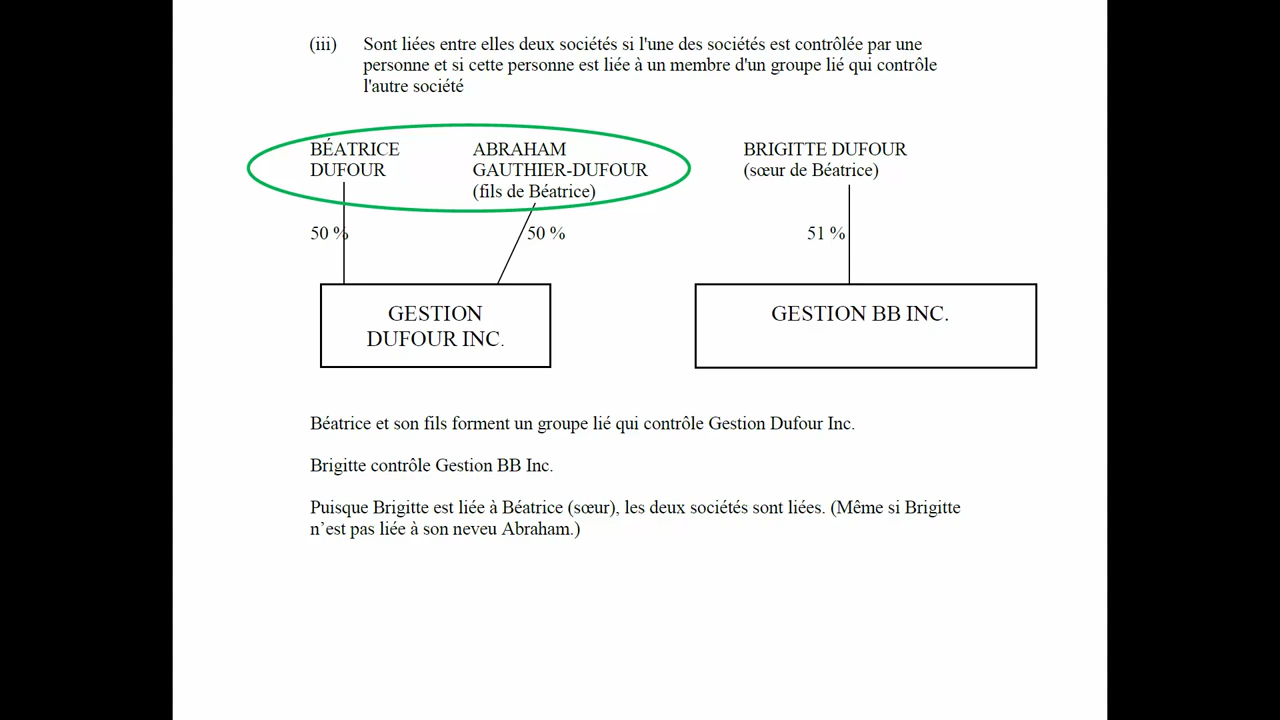 (iii) Sont liées entre elles deux sociétés si l'une des sociétés est contrôlée par une
personne et si cette personne est liée à un membre d'un groupe lié qui contrôle
l'autre société
BÉATRICE
DUFOUR
ABRAHAM
GAUTHIER-DUFOUR
(fils de Béatrice)
BRIGITTE DUFOUR
(sœur de Béatrice)
50 %
50 %
51 %
GESTION
DUFOUR INC.
GESTION BB INC.
Béatrice et son fils forment un groupe lié qui contrôle Gestion Dufour Inc.
Brigitte contrôle Gestion BB Inc.
Puisque Brigitte est liée à Béatrice (sœur), les deux sociétés sont liées. (Même si Brigitte
n’est pas liée à son neveu Abraham.)